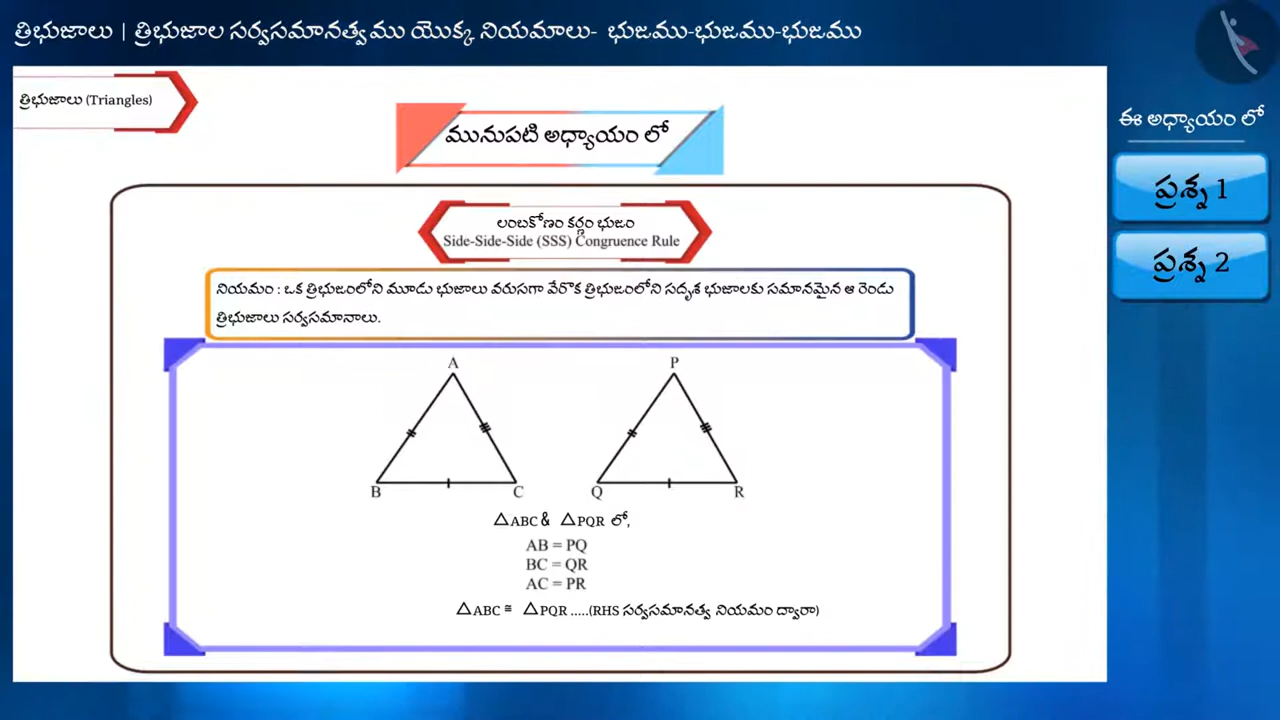 త్రిభుజాలు | త్రిభుజాల సర్వసమానత్వము యొక్క నియమాలు- భుజము-భుజము-భుజము
త్రిభుజాలు (Triangles)
మునుపటి అధ్యాయం లో
ఈ అధ్యాయం లో
ప్రశ్న 1
ప్రశ్న 2
లంబకోణం కర్ణం భుజం
Side-Side-Side (SSS) Congruence Rule
నియమం : ఒక త్రిభుజంలోని మూడు భుజాలు వరుసగా వేరొక త్రిభుజంలోని సదృశ భుజాలకు సమానమైన ఆ రెండు
త్రిభుజాలు సర్వసమానాలు.
A
P
B
C
Q
R
△ABC & △PQR లో,
AB = PQ
BC = QR
AC = PR
△ABC ≅ △PQR .....(RHS సర్వసమానత్వ నియమం ద్వారా)